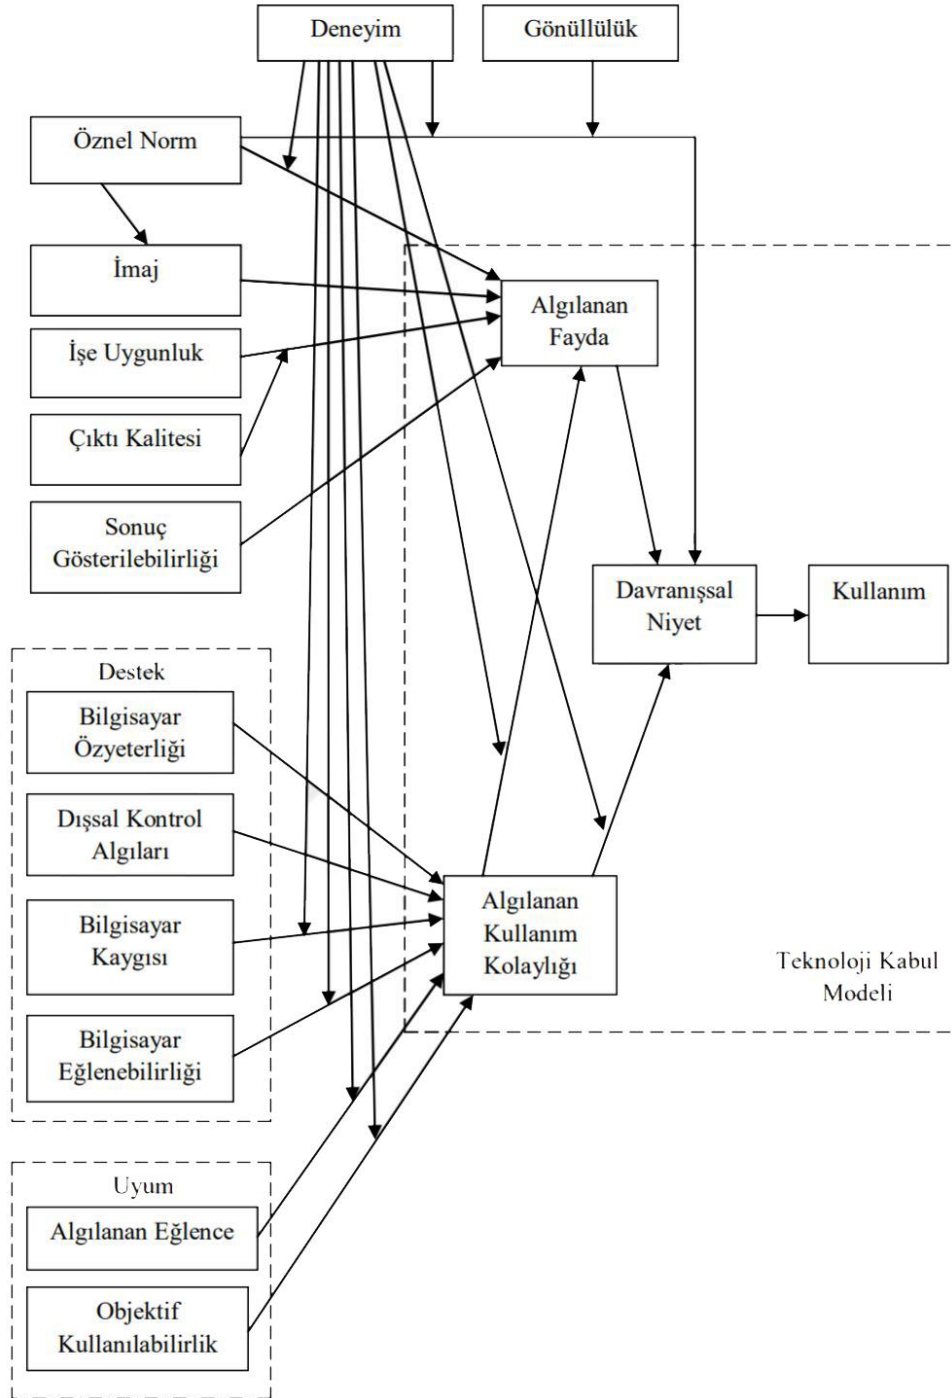 Deneyim
Gönüllülük
Öznel Norm
İmaj
İşe Uygunluk
Çıktı Kalitesi
Sonuç
Gösterilebilirliği
Algılanan
Fayda
Davranışsal
Niyet
Kullanım
Destek
Bilgisayar
Özyeterliği
Dışsal Kontrol
Algıları
Bilgisayar
Kaygısı
Bilgisayar
Eğlenebilirliği
Algılanan
Kullanım
Kolaylığı
Teknoloji Kabul
Modeli
Uyum
Algılanan Eğlence
Objektif
Kullanılabilirlik